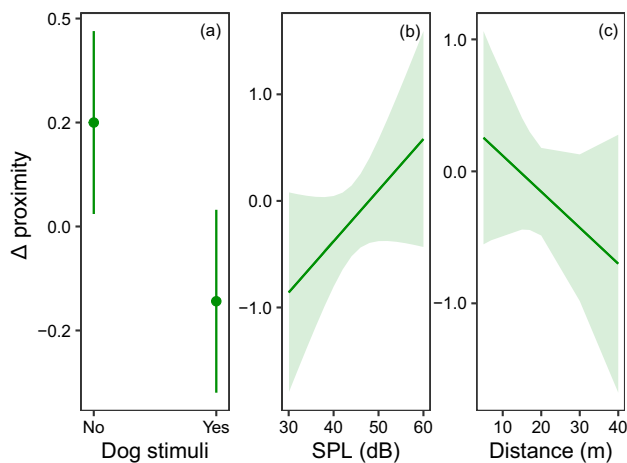 Δ proximity
0.5
0.2
0.0
−0.2
(a)
No
Yes
Dog stimuli
1.0
0.0
−1.0
(b)
30
40
50
60
SPL (dB)
1.0
0.0
−1.0
(c)
10
20
30
40
Distance (m)